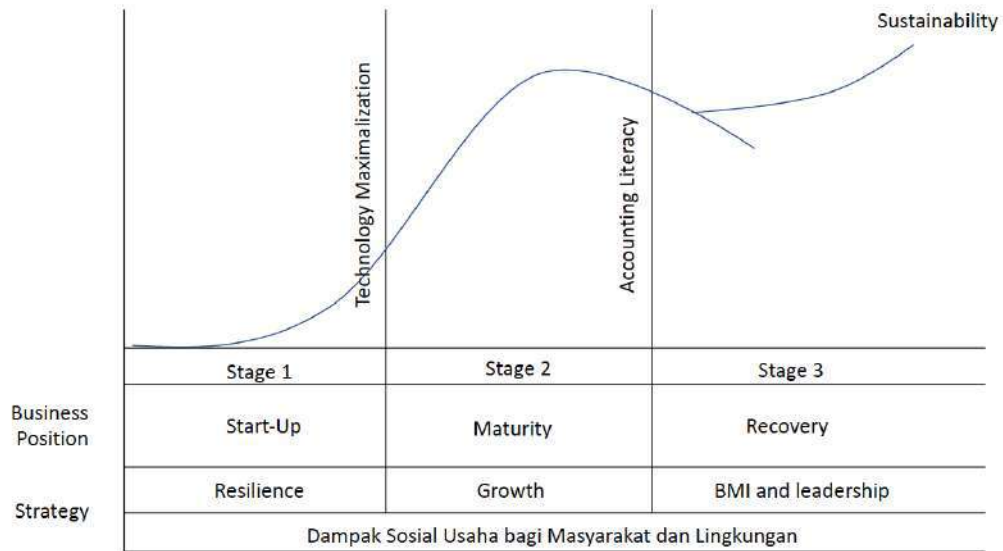 Sustainability
Technology Maximalization
Accounting Literacy
Stage 1
Stage 2
Stage 3
Business
Position
Start-Up
Maturity
Recovery
Strategy
Resilience
Growth
BMI and leadership
Dampak Sosial Usaha bagi Masyarakat dan Lingkungan